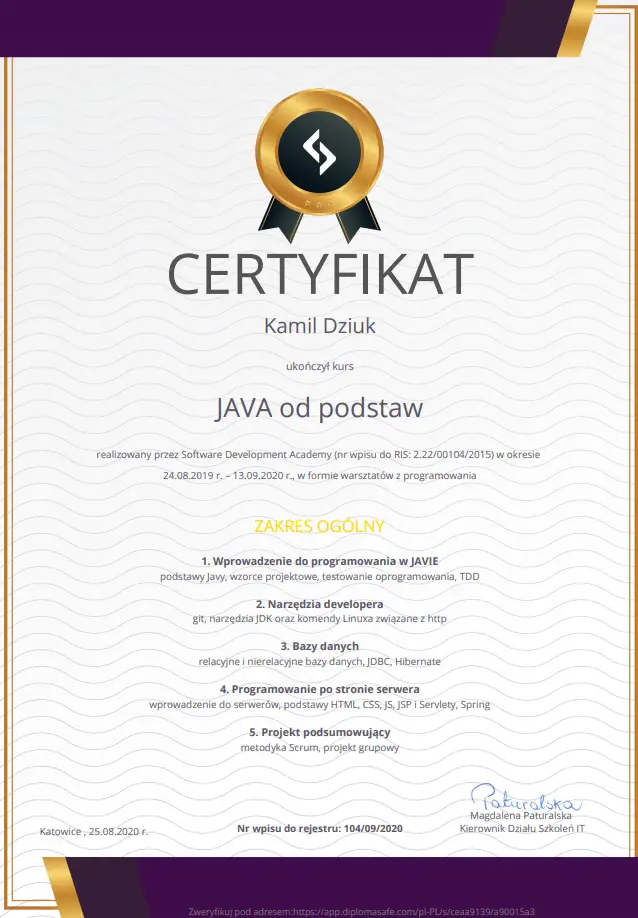 CERTYFIKAT
Kamil Dziuk
ukończył kurs
JAVA od podstaw
realizowany przez Software Development Academy (nr wpisu do RIS: 2.22/00104/2015) w okresie
24.08.2019 r. – 13.09.2020 r., w formie warsztatów z programowania
ZAKRES OGÓLNY
1. Wprowadzenie do programowania w JAVIE
podstawy Javy, wzorce projektowe, testowanie oprogramowania, TDD
2. Narzędzia developera
git, narzędzia JDK oraz komendy Linuxa związane z http
3. Bazy danych
relacyjne i nierelacyjne bazy danych, JDBC, Hibernate
4. Programowanie po stronie serwera
wprowadzenie do serwerów, podstawy HTML, CSS, JS, JSP i Servlety, Spring
5. Projekt podsumowujący
metodyka Scrum, projekt grupowy
Paturalska
Magdalena Paturalska
Kierownik Działu Szkoleń IT
Katowice , 25.08.2020 r.
Nr wpisu do rejestru: 104/09/2020
Zweryfikuj pod adresem:https://app.diplomasafe.com/pl-PL/s/ceaa9139/a90015a3